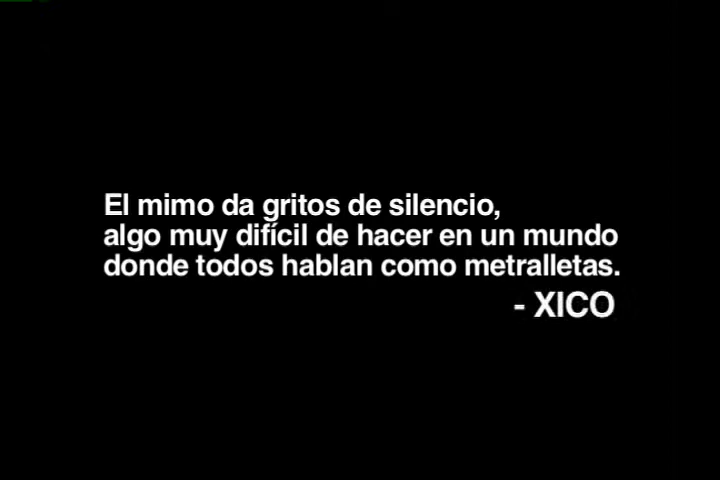 El mimo da gritos de silencio,
algo muy difícil de hacer en un mundo
donde todos hablan como metralletas.
- XICO